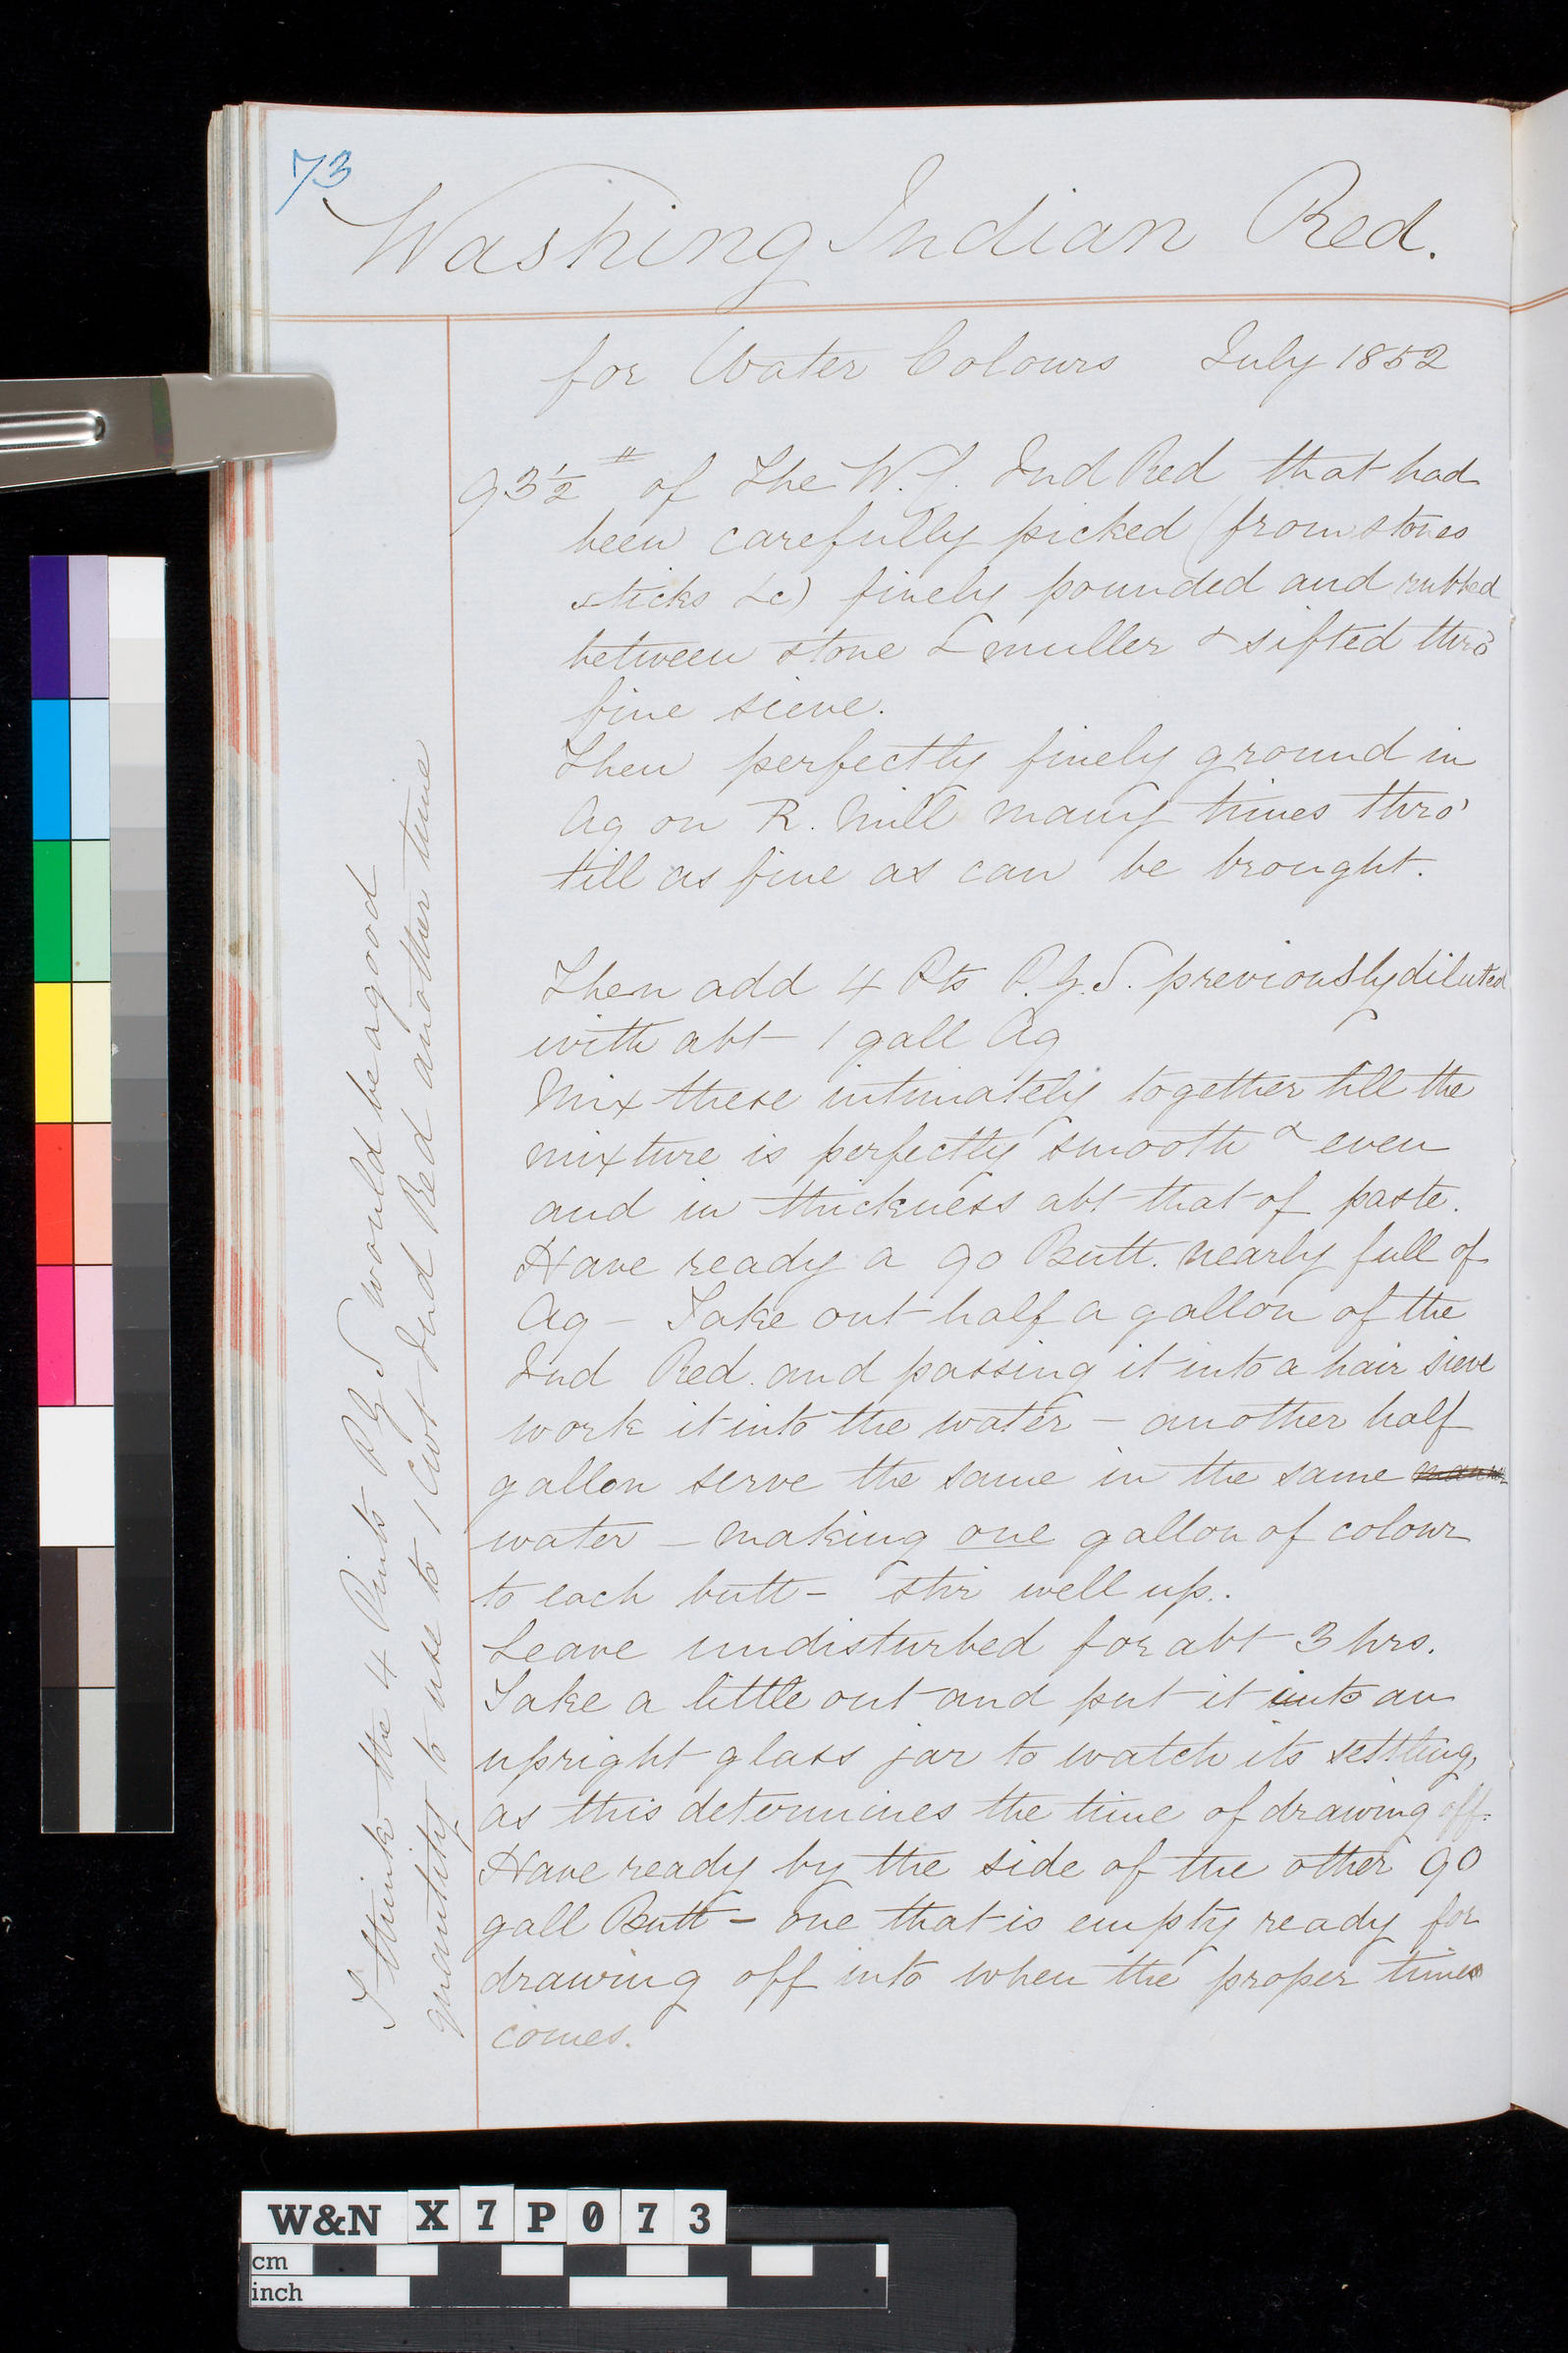 73
Washing Indian Red.
for Water Colours July 1852
93½ # of The W.J. Ind Red that had
been carefully picked (from stones
sticks &c) finely pounded and rubbed
between stone & muller & sifted thro
fine sieve.
Then perfectly finely ground in
Aq on R. Mill many times thro'
till as fine as can be brought.
Then add 4 Pts P.G.S. previously diluted
with abt 1 gall Aq
Mix these intimately together till the
mixture is perfectly smooth & even
and in thickness abt that of paste.
Have ready a 90 Butt. nearly full of
Aq – Take out half a gallon of the
Ind Red. and passing it into a hair sieve
work it into the water – another half
gallon serve the same in the same manner
water – making one gallon of colour
to each butt – stir well up..
Leave undisturbed for abt 3 hrs.
Take a little out and put it into an
upright glass jar to watch its settling,
as this determines the time of drawing off.
Have ready by the side of the other 90
gall Butt – one that is empty ready for
drawing off into when the proper times
comes.
I think the 4 Pints PGS would be a good
quantity to use to 1 Cwt Ind Red another time
W&N X7P073
cm
inch